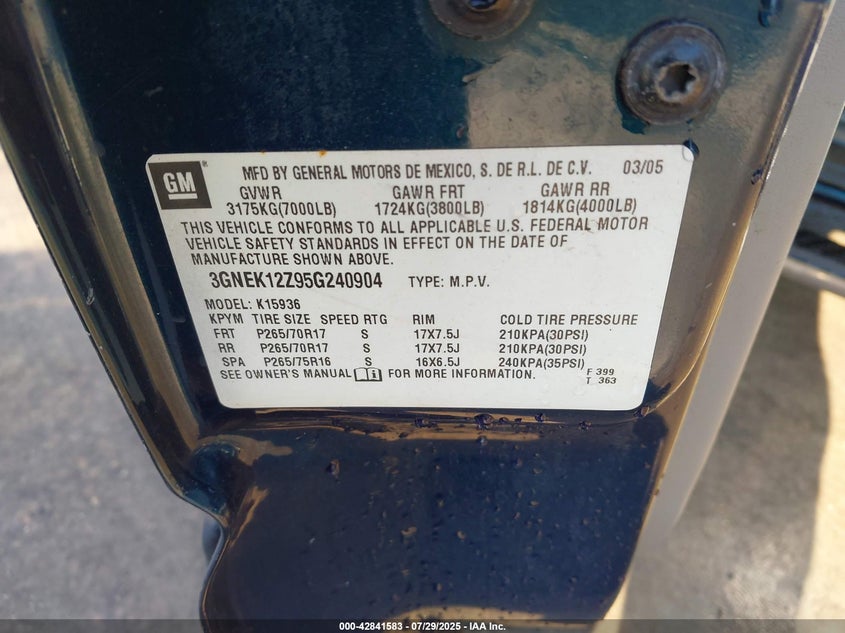 GM
MFD BY GENERAL MOTORS DE MEXICO, S. DE R.L. DE C.V. 03/05
GVWR GAWR FRT GAWR RR
3175KG(7000LB) 1724KG(3800LB) 1814KG(4000LB)
THIS VEHICLE CONFORMS TO ALL APPLICABLE U.S. FEDERAL MOTOR
VEHICLE SAFETY STANDARDS IN EFFECT ON THE DATE OF
MANUFACTURE SHOWN ABOVE.
3GNEK12Z95G240904 TYPE: M.P.V.
MODEL: K15936
KPYM TIRE SIZE SPEED RTG RIM COLD TIRE PRESSURE
FRT P265/70R17 S 17X7.5J 210KPA(30PSI)
RR P265/70R17 S 17X7.5J 210KPA(30PSI)
SPA P265/75R16 S 16X6.5J 240KPA(35PSI)
SEE OWNER'S MANUAL FOR MORE INFORMATION.
F 399
T 363
000-42841583 - 07/29/2025 - IAA Inc.